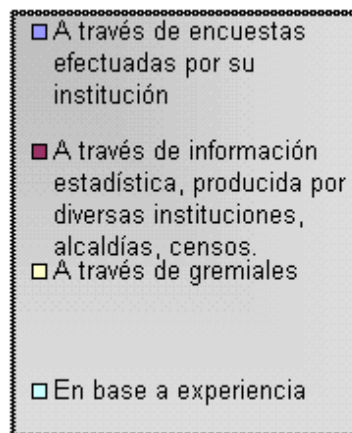 A través de encuestas
efectuadas por su
institución
A través de información
estadística, producida por
diversas instituciones,
alcaldías, censos.
A través de gremiales
En base a experiencia